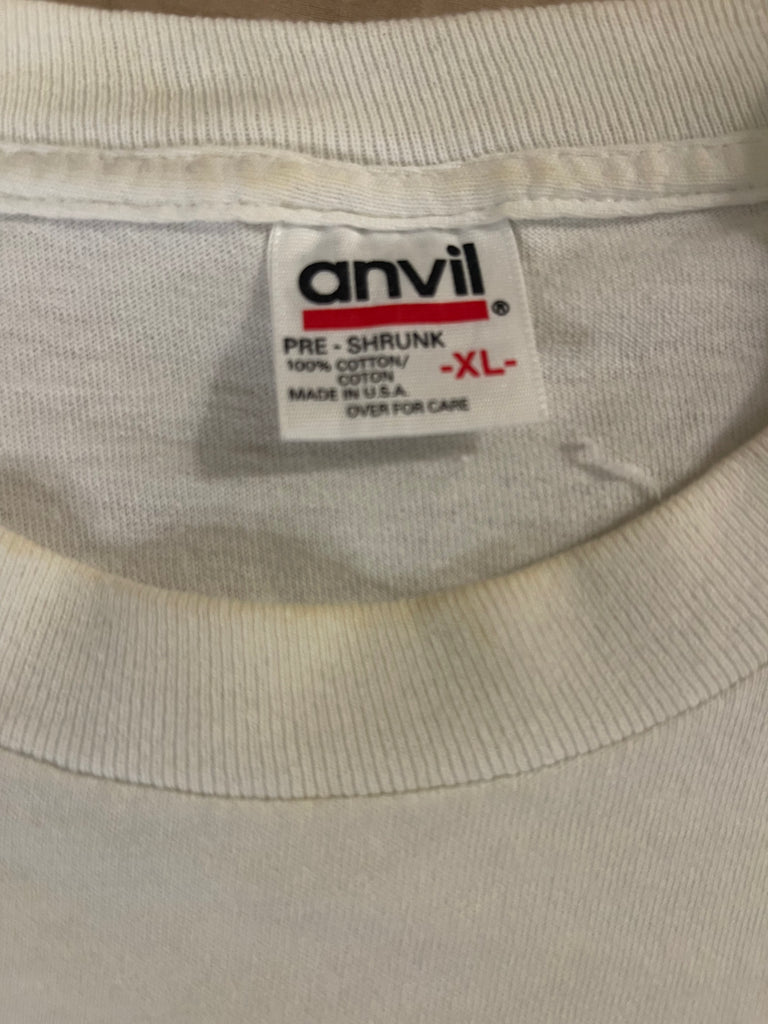 anvil®
PRE - SHRUNK
100% COTTON/
COTON
-XL-
MADE IN U.S.A.
OVER FOR CARE